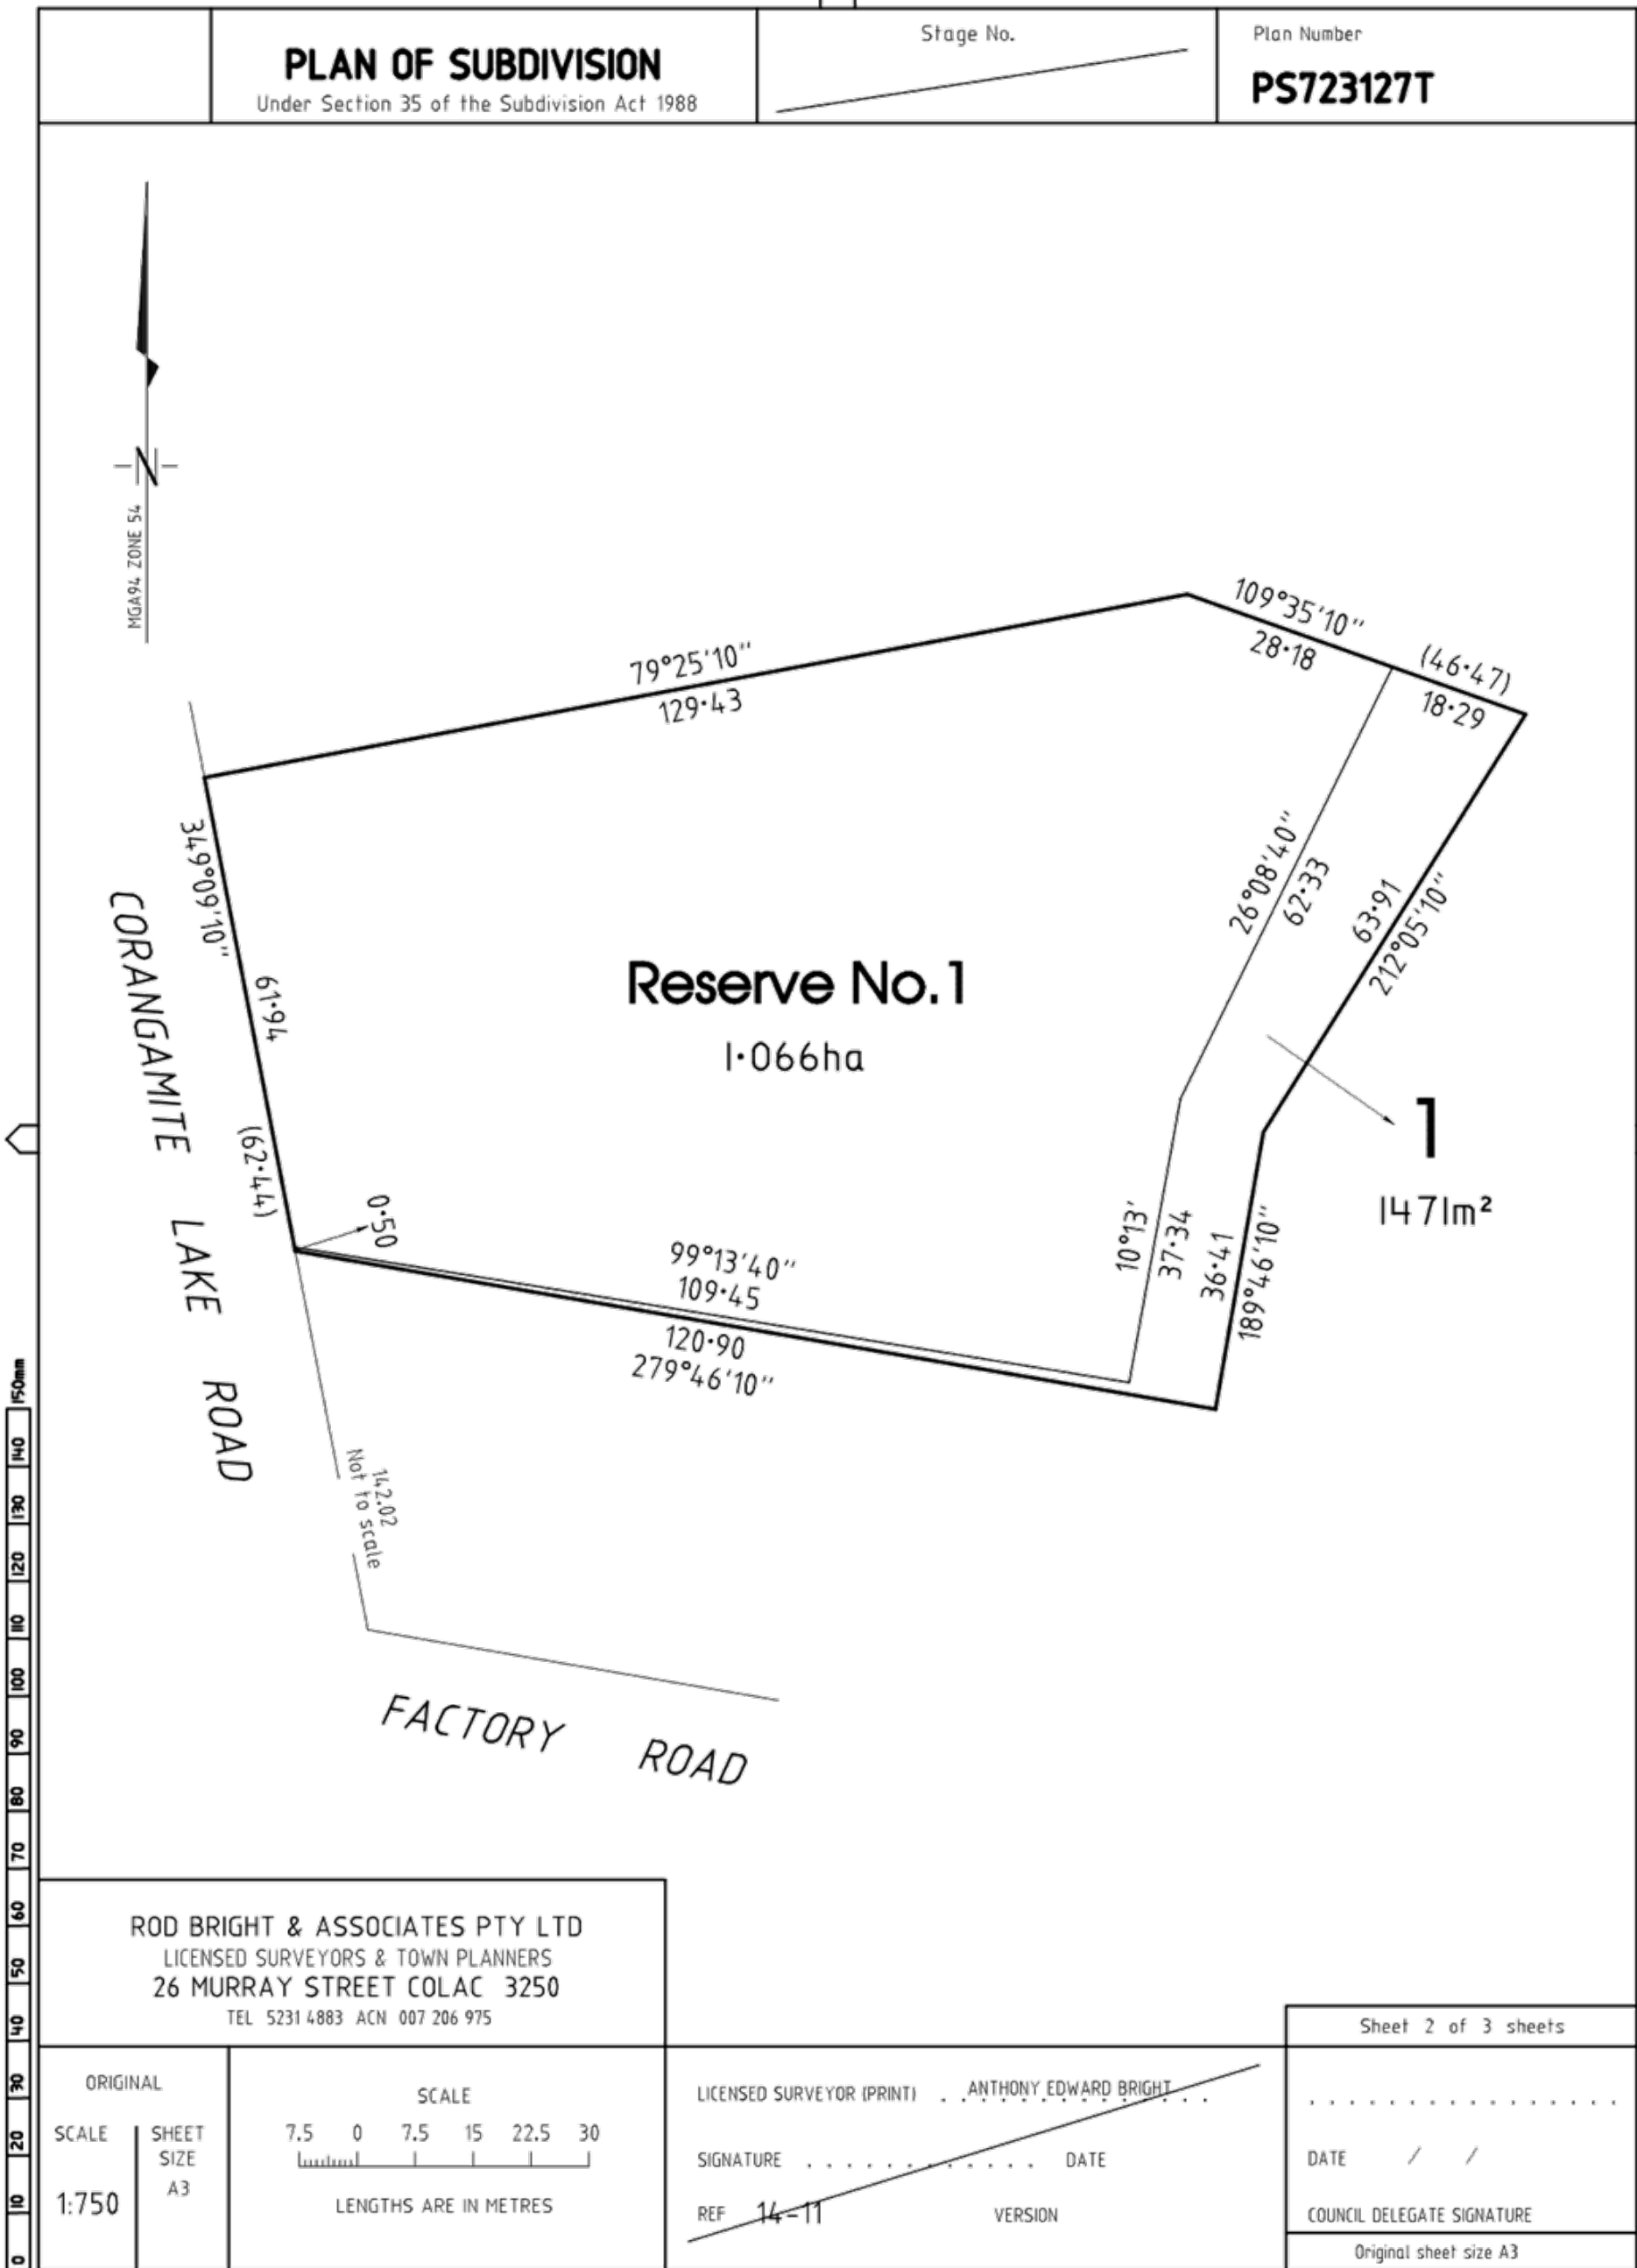 PLAN OF SUBDIVISION
Under Section 35 of the Subdivision Act 1988
Stage No.
Plan Number
PS723127T
MGA94 ZONE 54
109°35'10"
28·18
(46·47)
18·29
79°25'10"
129·43
349°09'10"
61·94
(62·44)
0·50
26°08'40"
62·33
63·91
212°05'10"
CORANGAMITE LAKE ROAD
Reserve No.1
1·066ha
1
1471m²
10°13'
37·34
36·41
189°46'10"
99°13'40"
109·45
120·90
279°46'10"
142.02
Not to scale
FACTORY ROAD
150mm
140
130
120
110
100
90
80
70
60
50
40
30
20
10
0
ROD BRIGHT & ASSOCIATES PTY LTD
LICENSED SURVEYORS & TOWN PLANNERS
26 MURRAY STREET COLAC 3250
TEL 5231 4883 ACN 007 206 975
Sheet 2 of 3 sheets
ORIGINAL
SCALE
1:750
SHEET
SIZE
A3
SCALE
7.5 0 7.5 15 22.5 30
LENGTHS ARE IN METRES
LICENSED SURVEYOR (PRINT) . . ANTHONY EDWARD BRIGHT . .
SIGNATURE . . . . . . . . . . . . DATE
REF 14-11 VERSION
. . . . . . . . . . . . . . . .
DATE / /
COUNCIL DELEGATE SIGNATURE
Original sheet size A3